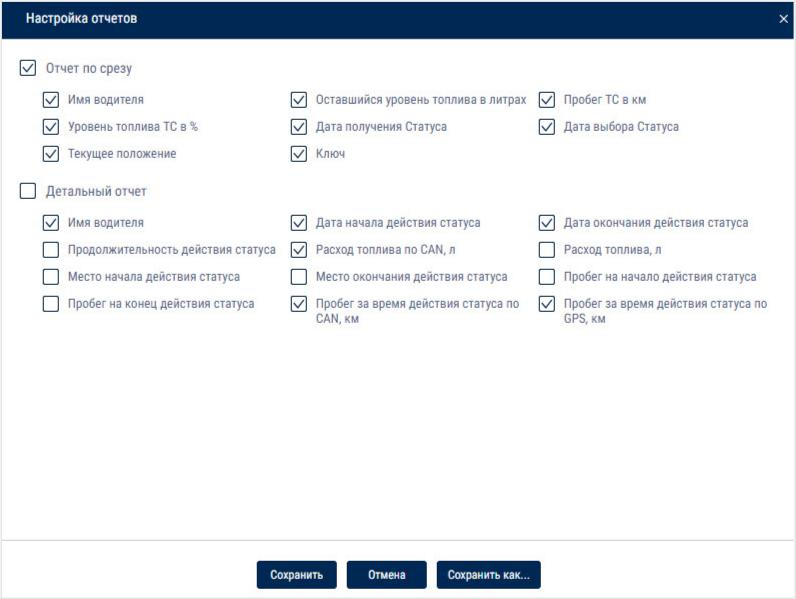 Настройка отчетов
Отчет по срезу
Имя водителя
Оставшийся уровень топлива в литрах
Пробег ТС в км
Уровень топлива ТС в %
Дата получения Статуса
Дата выбора Статуса
Текущее положение
Ключ
Детальный отчет
Имя водителя
Дата начала действия статуса
Дата окончания действия статуса
Продолжительность действия статуса
Расход топлива по CAN, л
Расход топлива, л
Место начала действия статуса
Место окончания действия статуса
Пробег на начало действия статуса
Пробег на конец действия статуса
Пробег за время действия статуса по
CAN, км
Пробег за время действия статуса по
GPS, км
Сохранить
Отмена
Сохранить как...